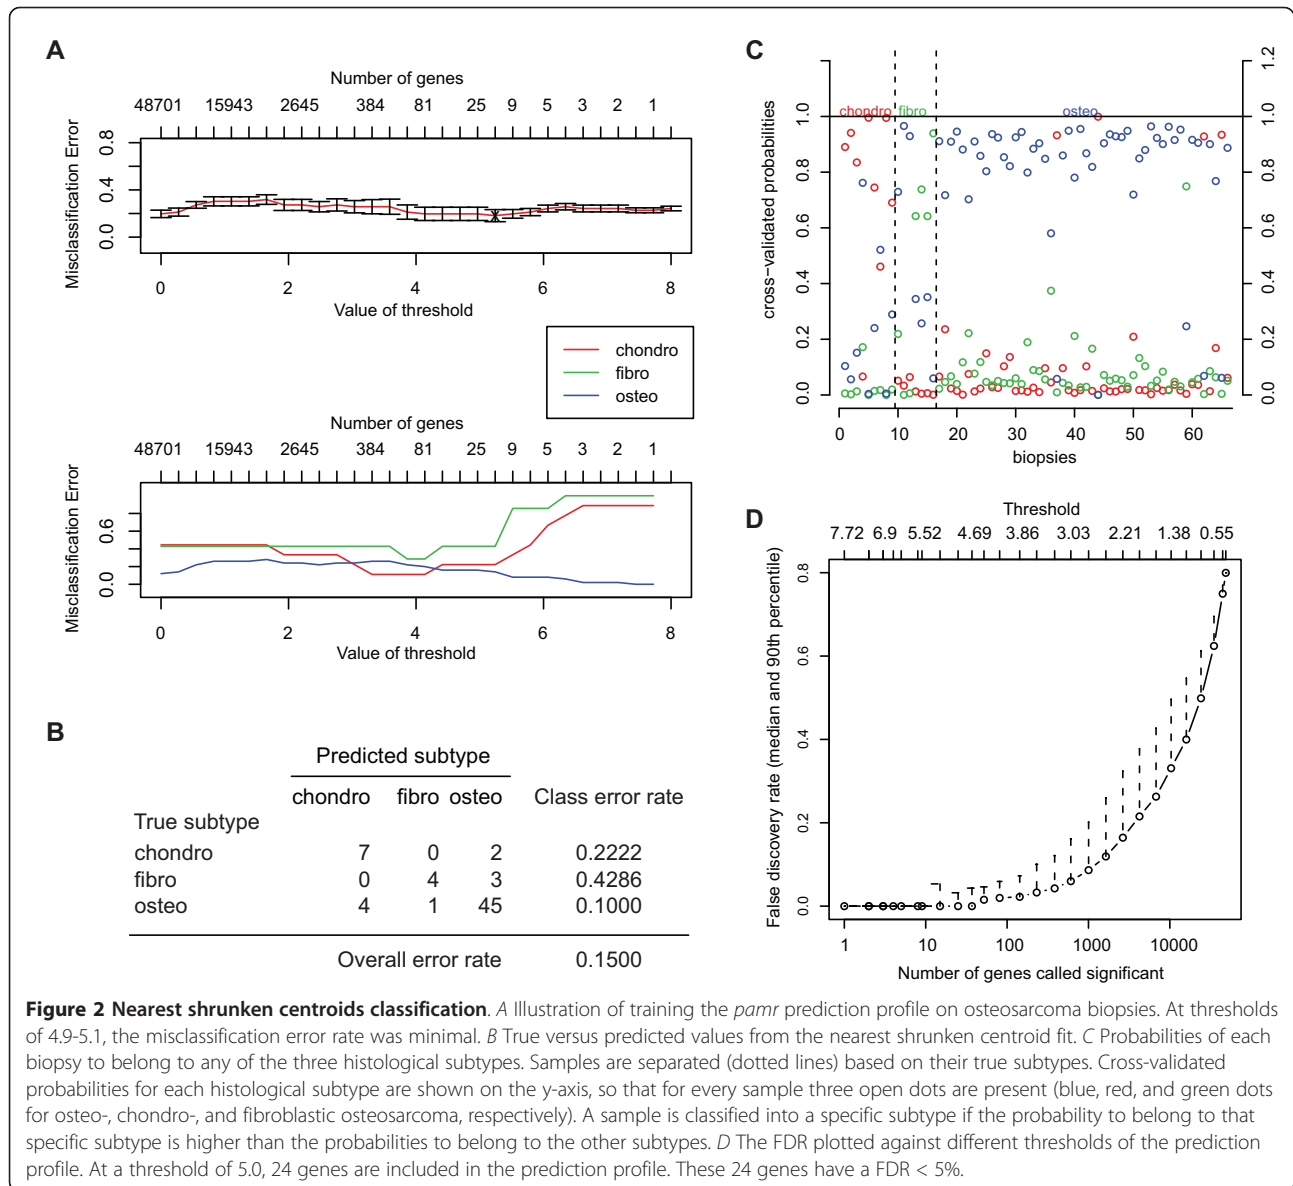 A
Number of genes
48701 15943 2645 384 81 25 9 5 3 2 1
Misclassification Error
0.0 0.4 0.8
0 2 4 6 8
Value of threshold
chondro
fibro
osteo
Number of genes
48701 15943 2645 384 81 25 9 5 3 2 1
Misclassification Error
0.0 0.6
0 2 4 6 8
Value of threshold
B
Predicted subtype
chondro fibro osteo Class error rate
True subtype
chondro 7 0 2 0.2222
fibro 0 4 3 0.4286
osteo 4 1 45 0.1000
Overall error rate 0.1500
C
chondro fibro osteo
cross-validated probabilities
0.0 0.2 0.4 0.6 0.8 1.0
0.0 0.2 0.4 0.6 0.8 1.0 1.2
0 10 20 30 40 50 60
biopsies
D
Threshold
7.72 6.9 5.52 4.69 3.86 3.03 2.21 1.38 0.55
False discovery rate (median and 90th percentile)
0.0 0.2 0.4 0.6 0.8
1 10 100 1000 10000
Number of genes called significant
Figure 2 Nearest shrunken centroids classification. A Illustration of training the pamr prediction profile on osteosarcoma biopsies. At thresholds
of 4.9-5.1, the misclassification error rate was minimal. B True versus predicted values from the nearest shrunken centroid fit. C Probabilities of each
biopsy to belong to any of the three histological subtypes. Samples are separated (dotted lines) based on their true subtypes. Cross-validated
probabilities for each histological subtype are shown on the y-axis, so that for every sample three open dots are present (blue, red, and green dots
for osteo-, chondro-, and fibroblastic osteosarcoma, respectively). A sample is classified into a specific subtype if the probability to belong to that
specific subtype is higher than the probabilities to belong to the other subtypes. D The FDR plotted against different thresholds of the prediction
profile. At a threshold of 5.0, 24 genes are included in the prediction profile. These 24 genes have a FDR < 5%.